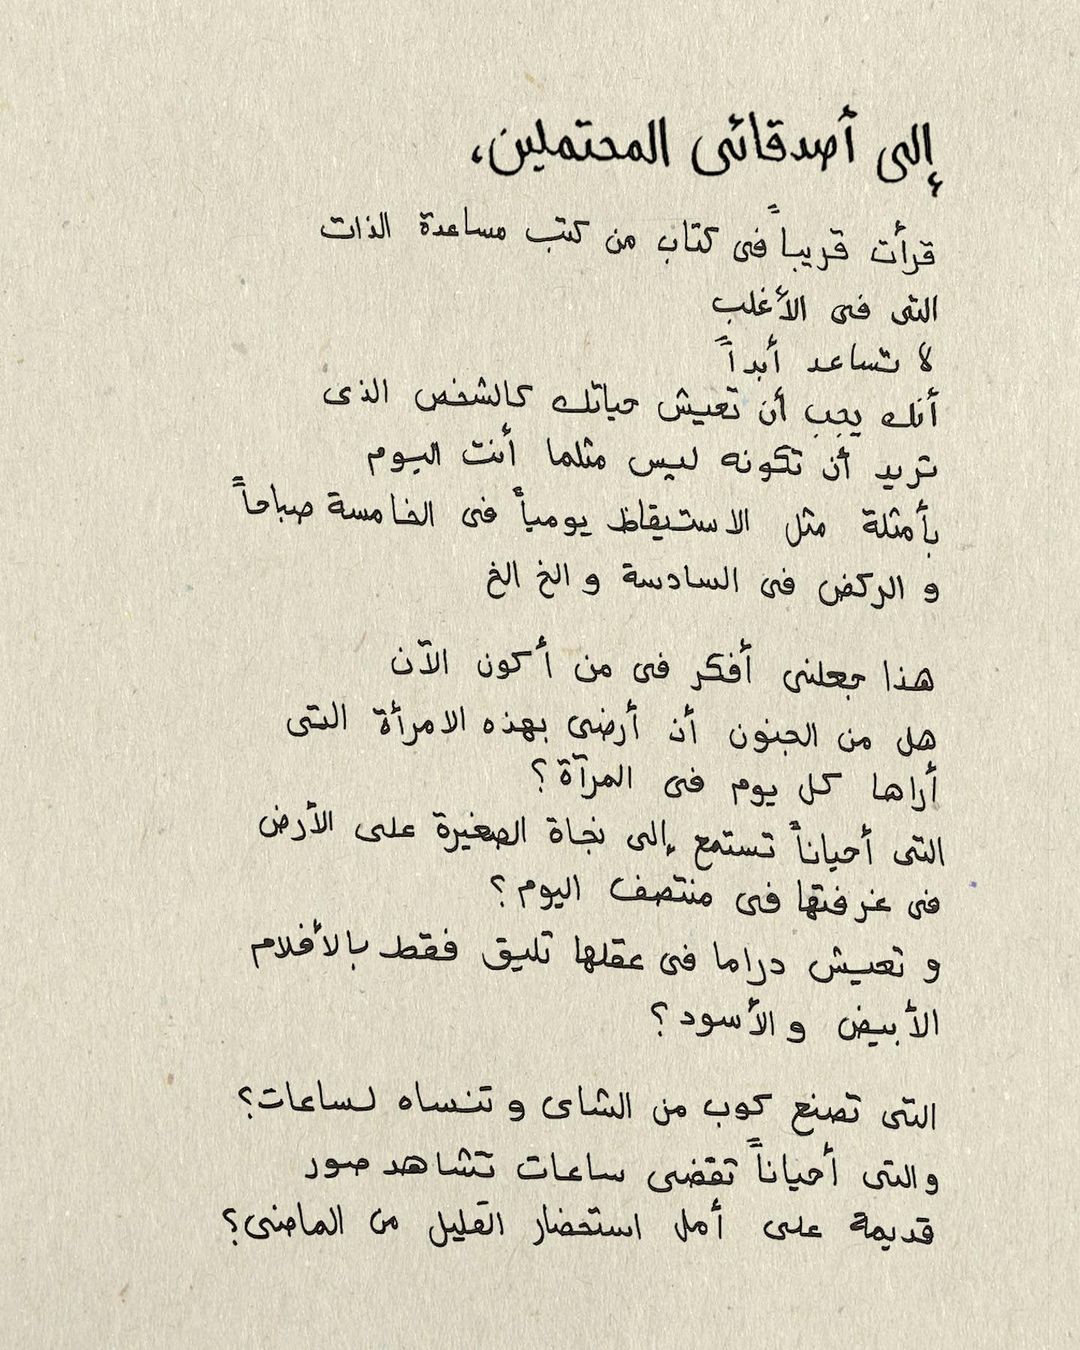 إلى أصدقائى المحتملين،
قرأت قريباً فى كتاب من كتب مساعدة الذات
التى فى الأغلب
لا تساعد أبداً
أنك يجب أن تعيش حياتك كالشخص الذى
تريد أن تكونه ليس مثلما أنت اليوم
بأمثلة مثل الاستيقاظ يومياً فى الخامسة صباحاً
و الركض فى السادسة و الخ الخ
هذا جعلنى أفكر فى من أكون الآن
هل من الجنون أن أرضى بهذه الامرأة التى
أراها كل يوم فى المرآة؟
التى أحياناً تستمع إلى نجاة الصغيرة على الأرض
فى غرفتها فى منتصف اليوم؟
و تعيش دراما فى عقلها تليق فقط بالأفلام
الأبيض و الأسود؟
التى تصنع كوب من الشاى و تنساه لساعات؟
والتى أحياناً تقضى ساعات تشاهد صور
قديمة على أمل استحضار القليل من الماضى؟